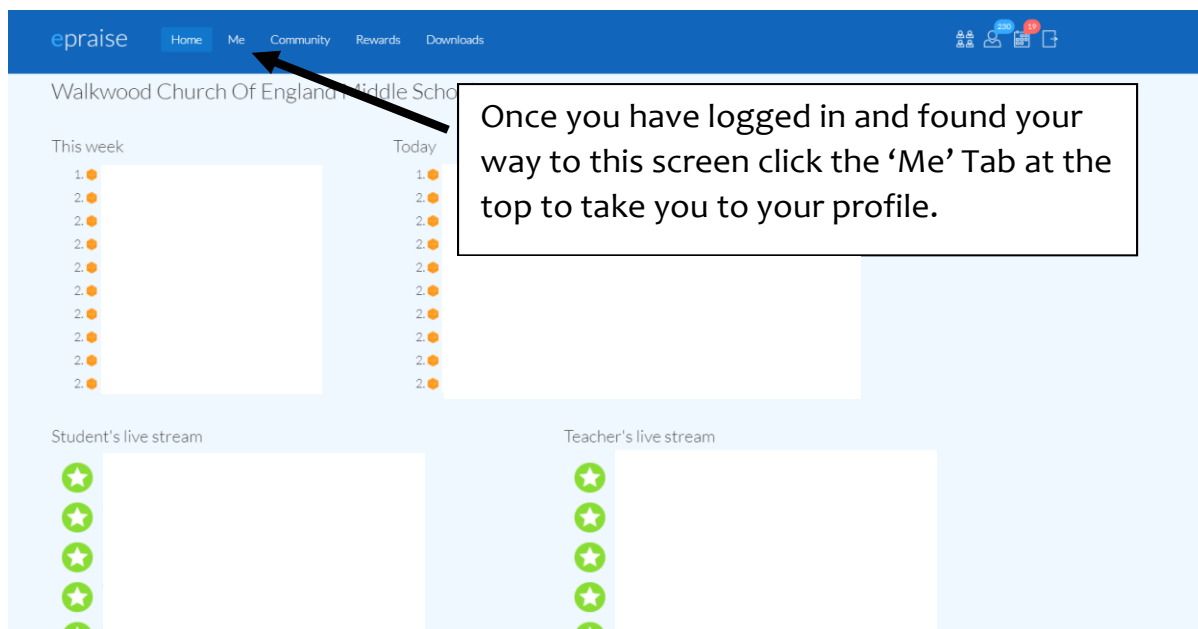 epraise Home Me Community Rewards Downloads 230 19
Walkwood Church Of England Middle Scho
Once you have logged in and found your
way to this screen click the ‘Me’ Tab at the
top to take you to your profile.
This week
1.
2.
2.
2.
2.
2.
2.
2.
2.
2.
Today
1.
2.
2.
2.
2.
2.
2.
2.
2.
2.
Student's live stream
Teacher's live stream